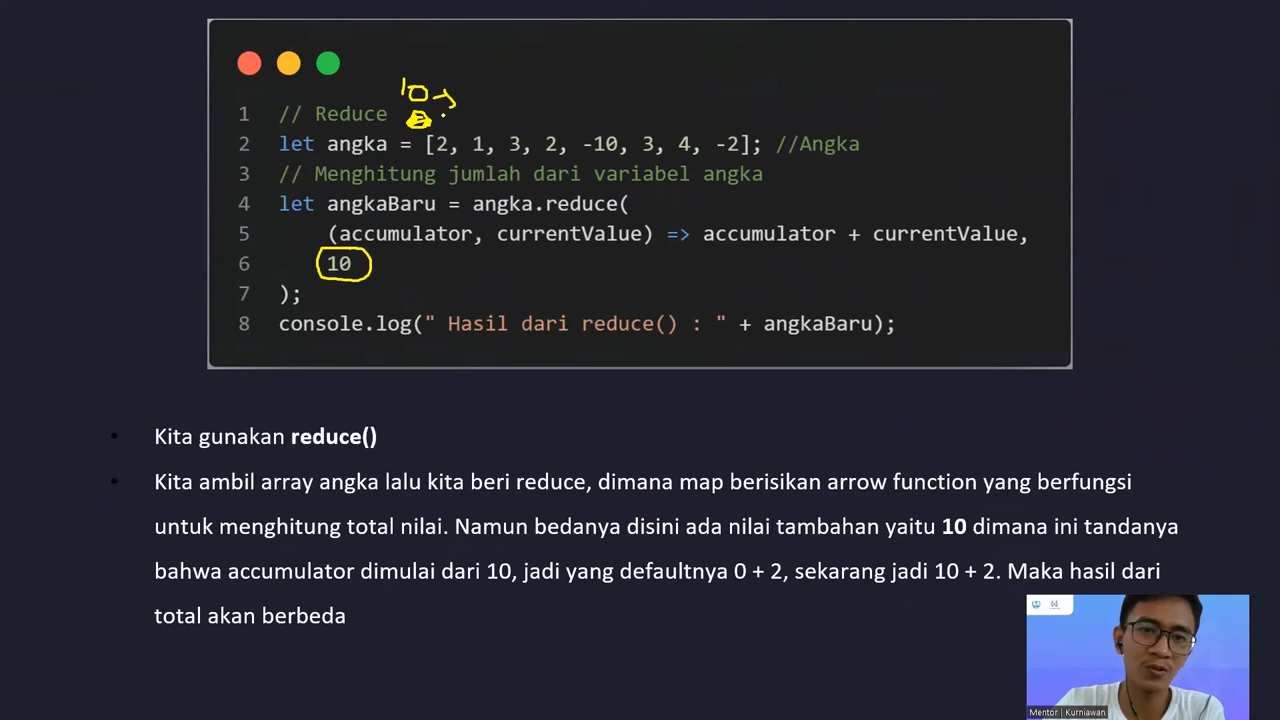 10
1 // Reduce
2 let angka = [2, 1, 3, 2, -10, 3, 4, -2]; //Angka
3 // Menghitung jumlah dari variabel angka
4 let angkaBaru = angka.reduce(
5 (accumulator, currentValue) => accumulator + currentValue,
6 10
7 );
8 console.log(" Hasil dari reduce() : " + angkaBaru);
Kita gunakan reduce()
Kita ambil array angka lalu kita beri reduce, dimana map berisikan arrow function yang berfungsi
untuk menghitung total nilai. Namun bedanya disini ada nilai tambahan yaitu 10 dimana ini tandanya
bahwa accumulator dimulai dari 10, jadi yang defaultnya 0 + 2, sekarang jadi 10 + 2. Maka hasil dari
total akan berbeda
Mentor | Kurniawan